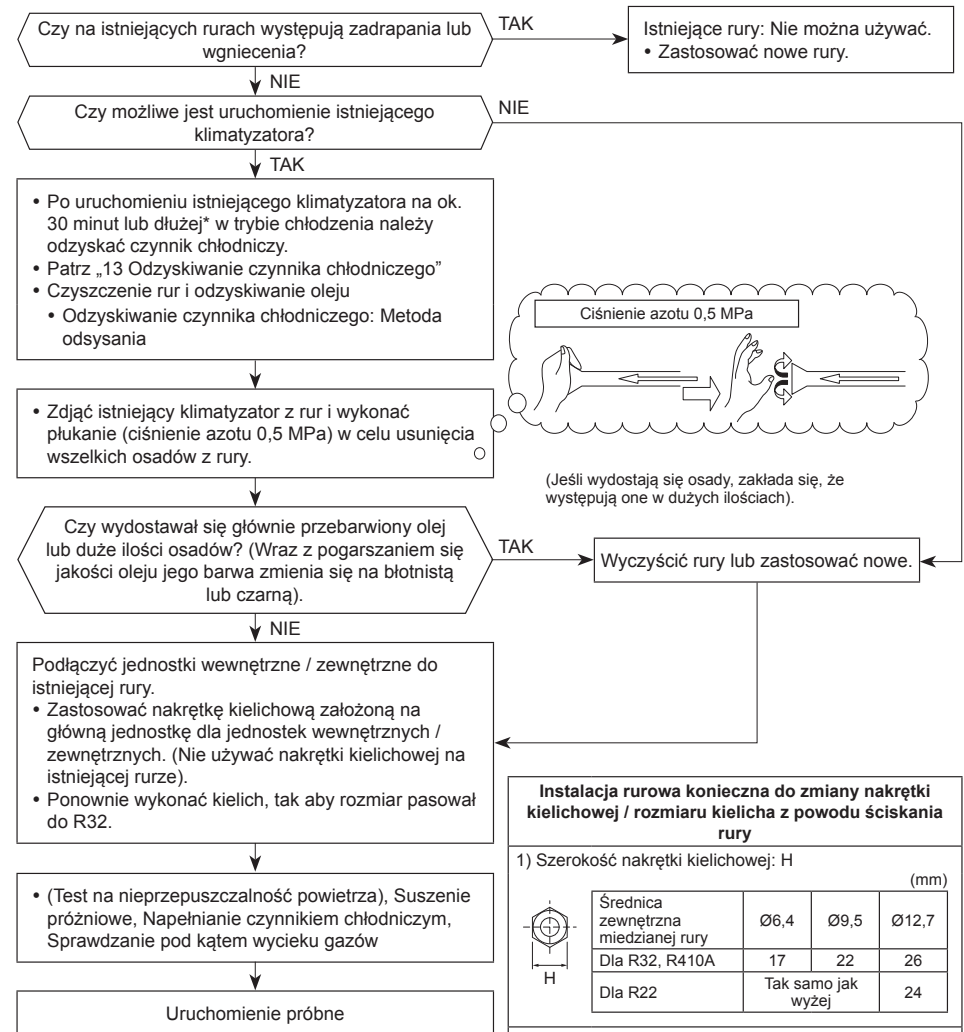 Czy na istniejących rurach występują zadrapania lub
wgniecenia?
TAK
Istniejące rury: Nie można używać.
• Zastosować nowe rury.
NIE
Czy możliwe jest uruchomienie istniejącego
klimatyzatora?
NIE
TAK
• Po uruchomieniu istniejącego klimatyzatora na ok.
30 minut lub dłużej* w trybie chłodzenia należy
odzyskać czynnik chłodniczy.
• Patrz „13 Odzyskiwanie czynnika chłodniczego”
• Czyszczenie rur i odzyskiwanie oleju
• Odzyskiwanie czynnika chłodniczego: Metoda
odsysania
Ciśnienie azotu 0,5 MPa
• Zdjąć istniejący klimatyzator z rur i wykonać
płukanie (ciśnienie azotu 0,5 MPa) w celu usunięcia
wszelkich osadów z rury.
(Jeśli wydostają się osady, zakłada się, że
występują one w dużych ilościach).
Czy wydostawał się głównie przebarwiony olej
lub duże ilości osadów? (Wraz z pogarszaniem się
jakości oleju jego barwa zmienia się na błotnistą
lub czarną).
TAK
Wyczyścić rury lub zastosować nowe.
NIE
Podłączyć jednostki wewnętrzne / zewnętrzne do
istniejącej rury.
• Zastosować nakrętkę kielichową założoną na
główną jednostkę dla jednostek wewnętrznych /
zewnętrznych. (Nie używać nakrętki kielichowej na
istniejącej rurze).
• Ponownie wykonać kielich, tak aby rozmiar pasował
do R32.
• (Test na nieprzepuszczalność powietrza), Suszenie
próżniowe, Napełnianie czynnikiem chłodniczym,
Sprawdzanie pod kątem wycieku gazów
Uruchomienie próbne
Instalacja rurowa konieczna do zmiany nakrętki
kielichowej / rozmiaru kielicha z powodu ściskania
rury
1) Szerokość nakrętki kielichowej: H
(mm)
H
Średnica
zewnętrzna
miedzianej rury
Ø6,4
Ø9,5
Ø12,7
Dla R32, R410A
17
22
26
Dla R22
Tak samo jak
wyżej
24